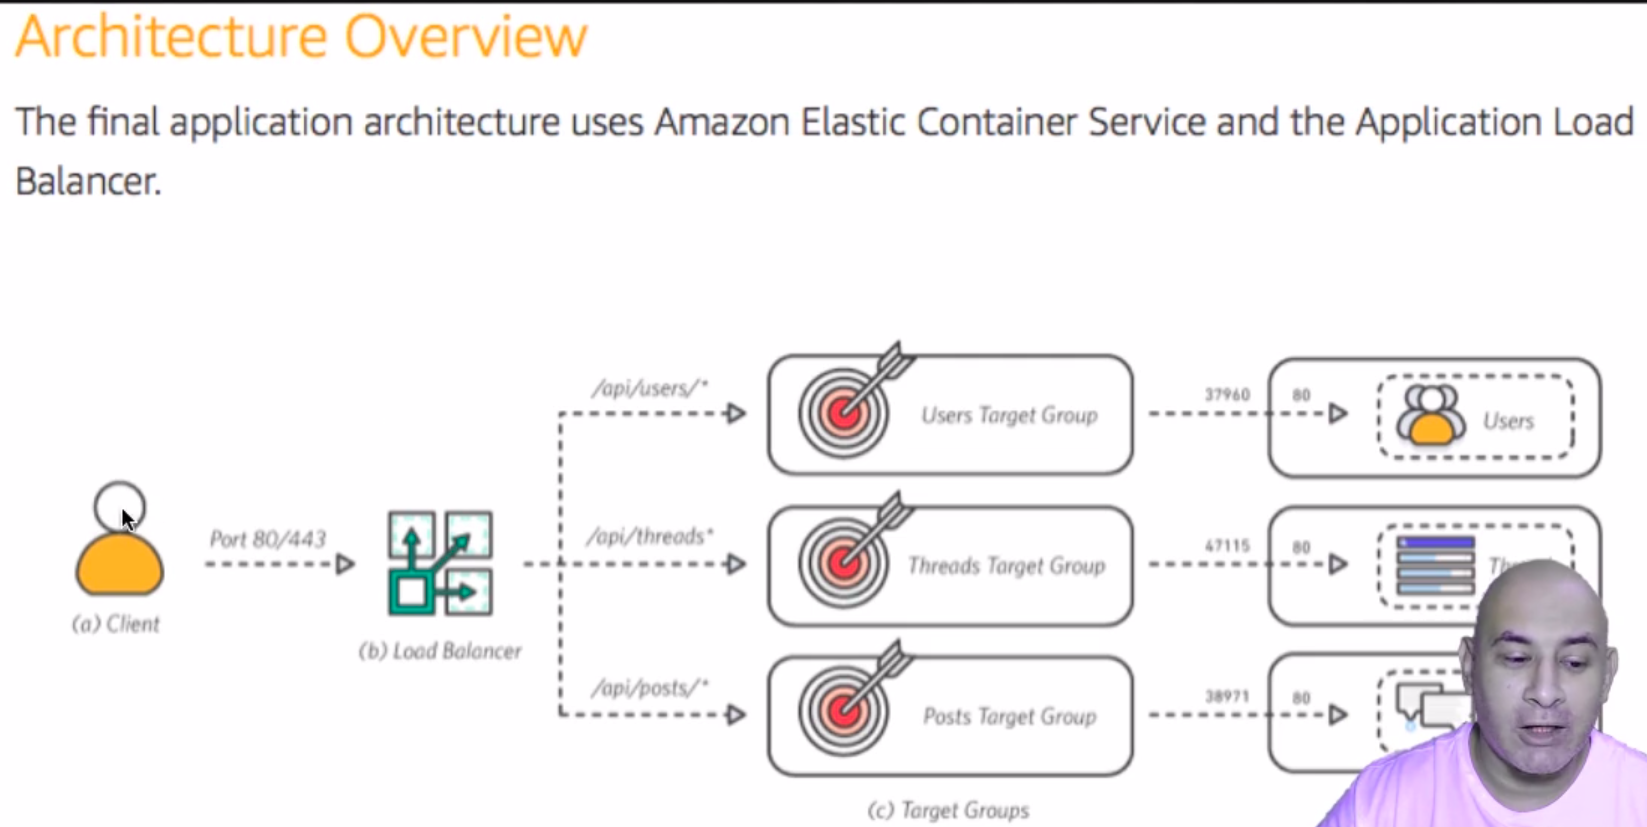 Architecture Overview
The final application architecture uses Amazon Elastic Container Service and the Application Load
Balancer.
/api/users/*
Users Target Group
37960
80
Users
Port 80/443
(a) Client
(b) Load Balancer
/api/threads*
Threads Target Group
47115
80
/api/posts/*
Posts Target Group
38971
80
(c) Target Groups